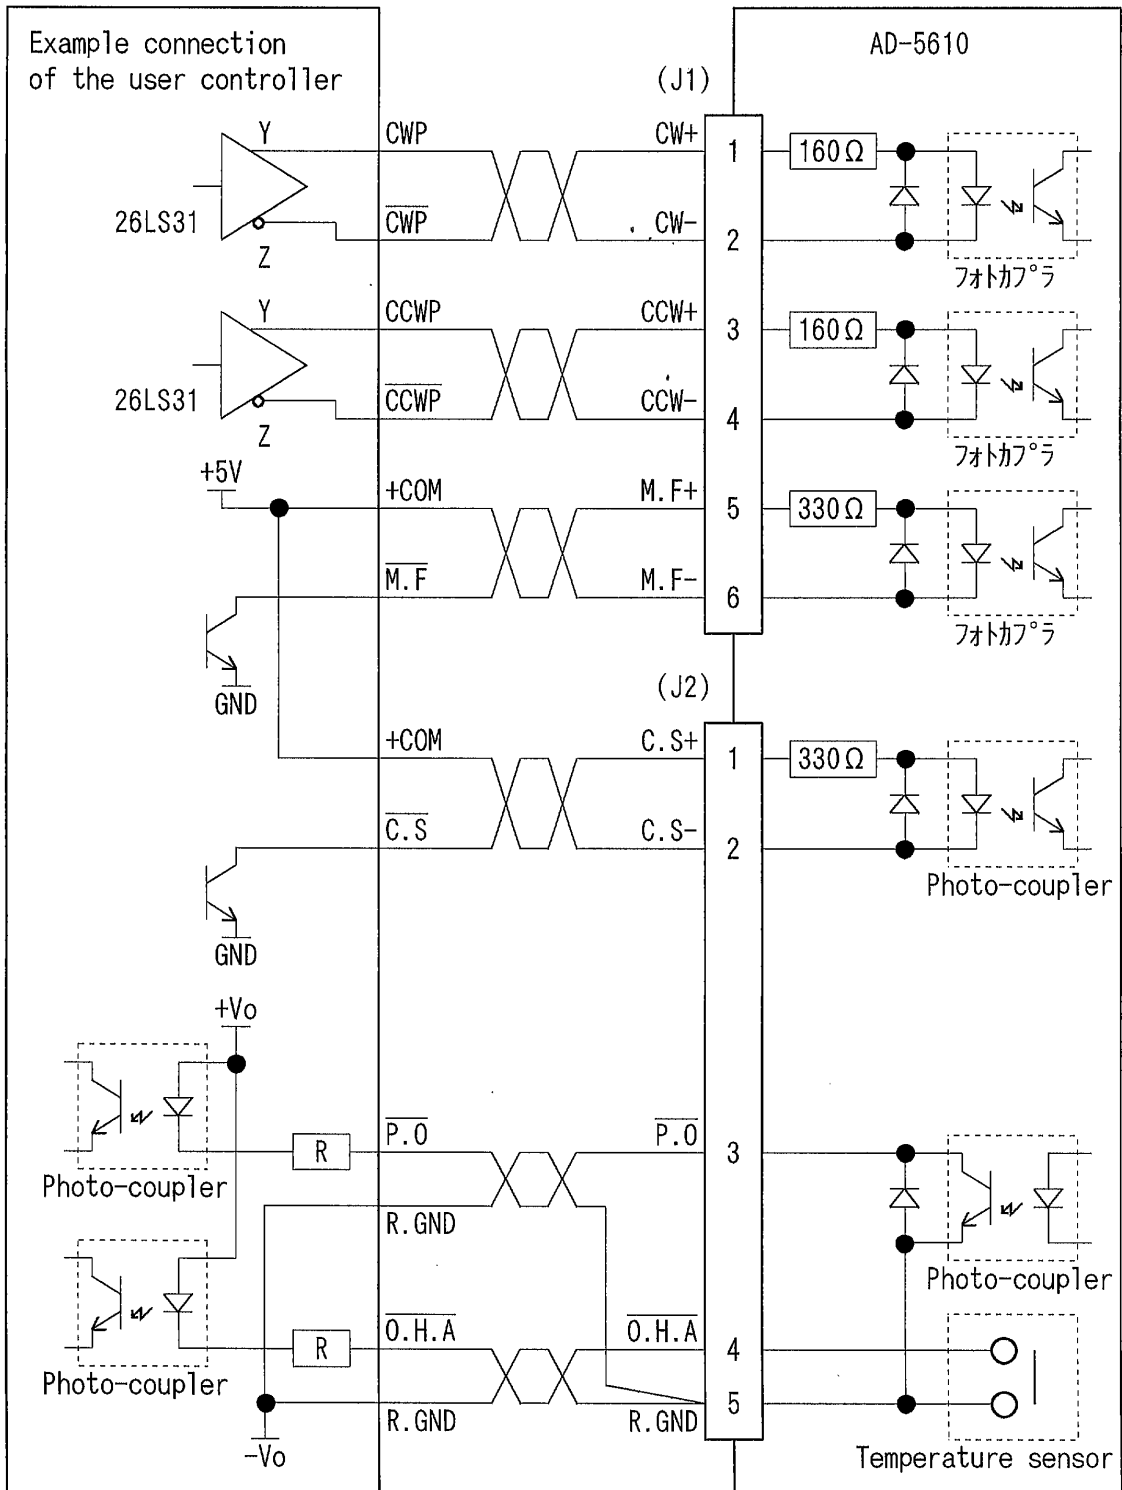 Example connection
of the user controller
AD-5610
(J1)
Y
CWP
CW+
1
160Ω
26LS31
C̅W̅P̅
CW-
2
Z
フォトカプラ
Y
CCWP
CCW+
3
160Ω
26LS31
C̅C̅W̅P̅
CCW-
4
Z
フォトカプラ
+5V
+COM
M.F+
5
330Ω
M̅.̅F̅
M.F-
6
フォトカプラ
GND
(J2)
+COM
C.S+
1
330Ω
C̅.̅S̅
C.S-
2
Photo-coupler
GND
+Vo
P̅.̅O̅
P̅.̅O̅
3
R
Photo-coupler
R.GND
Photo-coupler
O̅.̅H̅.̅A̅
O̅.̅H̅.̅A̅
4
R
Photo-coupler
R.GND
R.GND
5
-Vo
Temperature sensor